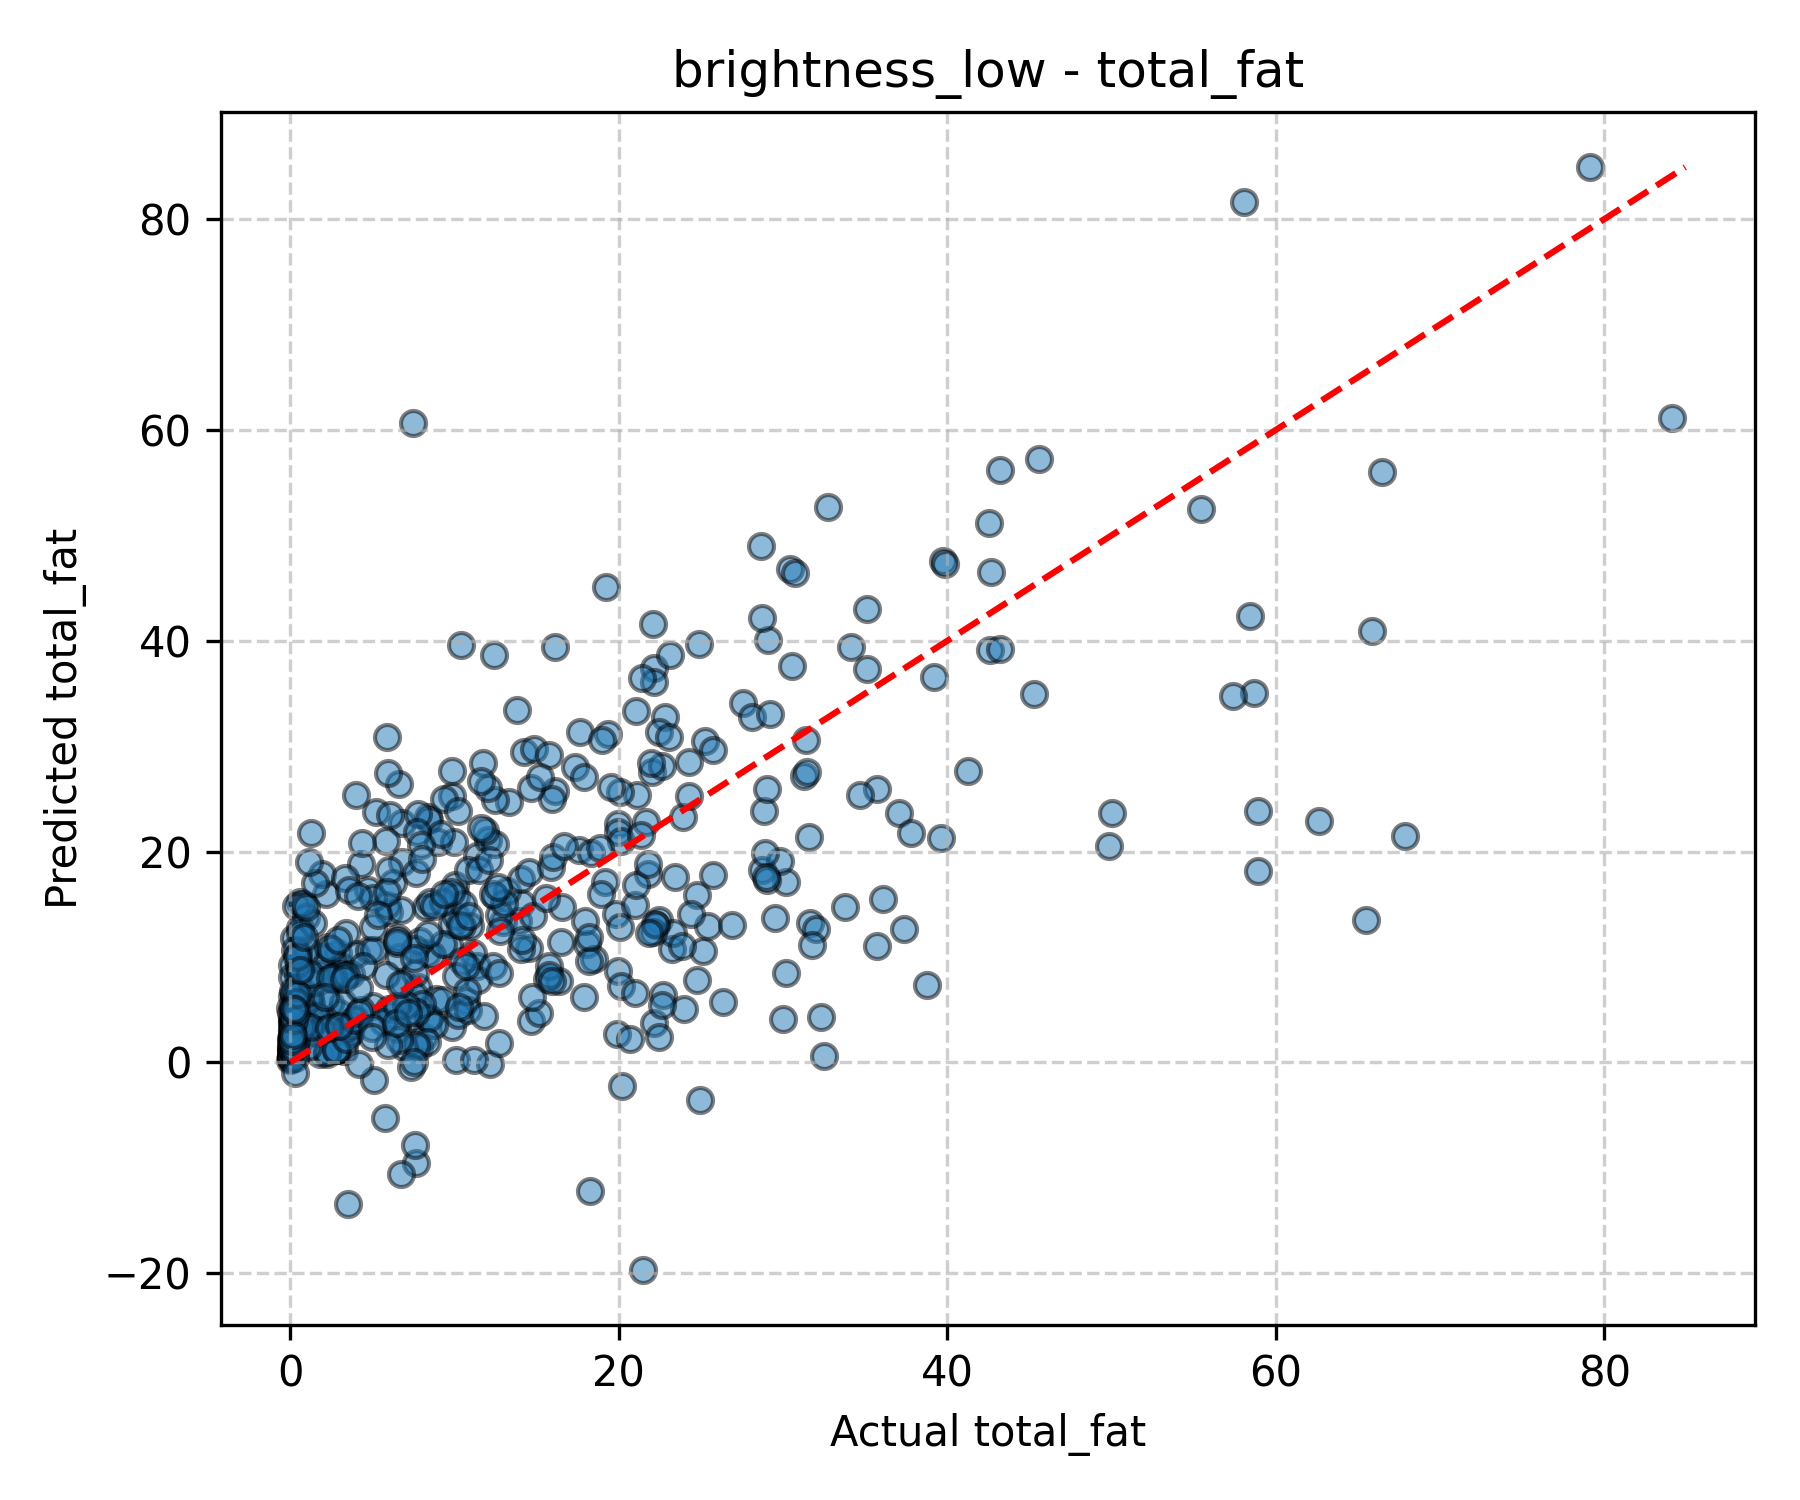 brightness_low - total_fat
Predicted total_fat
80
60
40
20
0
−20
0 20 40 60 80
Actual total_fat